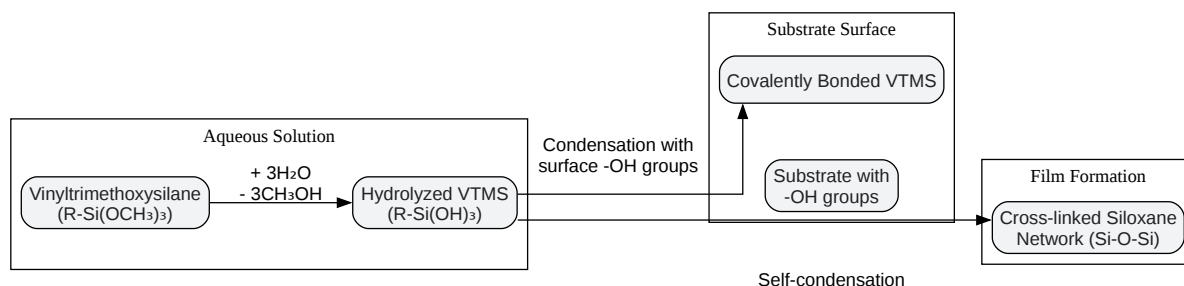 Substrate Surface
Covalently Bonded VTMS
Aqueous Solution
Condensation with
surface -OH groups
+ 3H₂O
- 3CH₃OH
Vinyltrimethoxysilane
(R-Si(OCH₃)₃)
Hydrolyzed VTMS
(R-Si(OH)₃)
Substrate with
-OH groups
Film Formation
Cross-linked Siloxane
Network (Si-O-Si)
Self-condensation